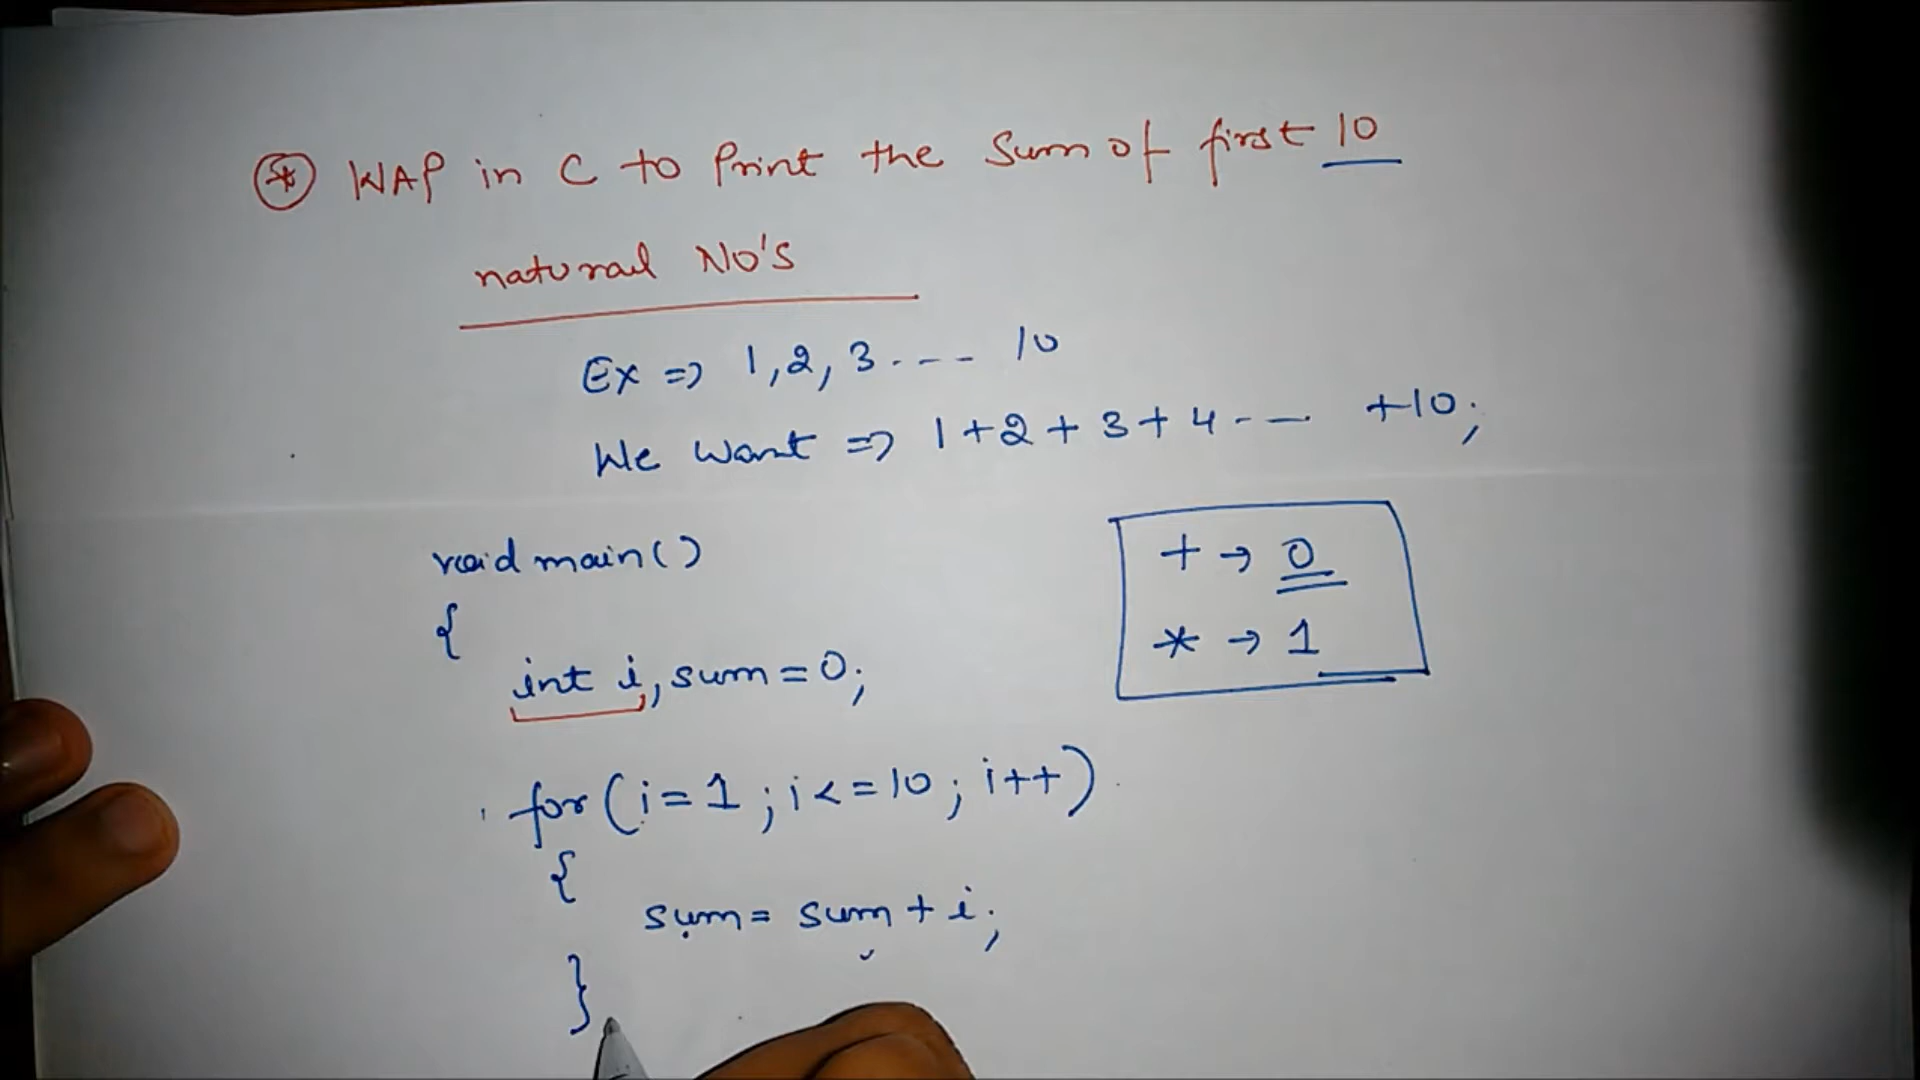 * WAP in C to Print the Sum of first 10
natural No's
Ex => 1,2,3---- 10
We want => 1+2+3+4--- +10;
void main()
{
int i, sum=0;
+ → 0
* → 1
for(i=1; i<=10; i++)
{
sum= sum+i;
}